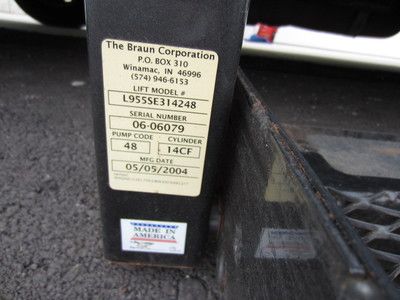 The Braun Corporation
P.O. BOX 310
Winamac, IN 46996
(574) 946-6153
LIFT MODEL #
L955SE314248
SERIAL NUMBER
06-06079
PUMP CODE CYLINDER
48 14CF
MFG DATE
05/05/2004
MADE IN
AMERICA